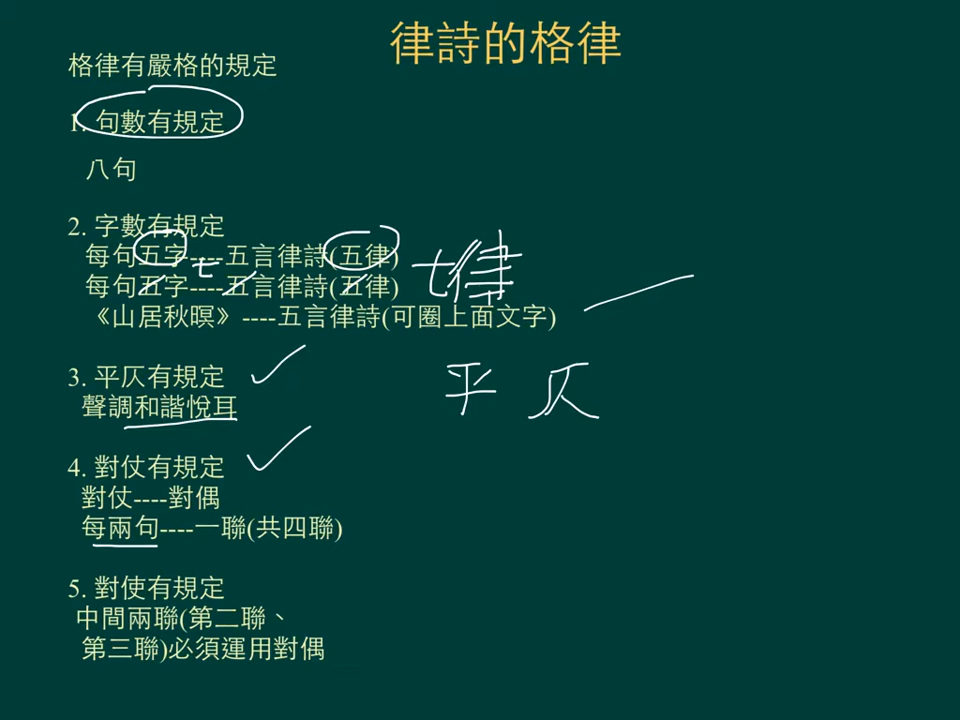 律詩的格律
格律有嚴格的規定
1. 句數有規定
八句
2. 字數有規定
每句五字----五言律詩(五律)
七
每句五字----五言律詩(五律)
七律
《山居秋暝》----五言律詩(可圈上面文字)
3. 平仄有規定
聲調和諧悅耳
平 仄
4. 對仗有規定
對仗----對偶
每兩句----一聯(共四聯)
5. 對使有規定
中間兩聯(第二聯、
第三聯)必須運用對偶